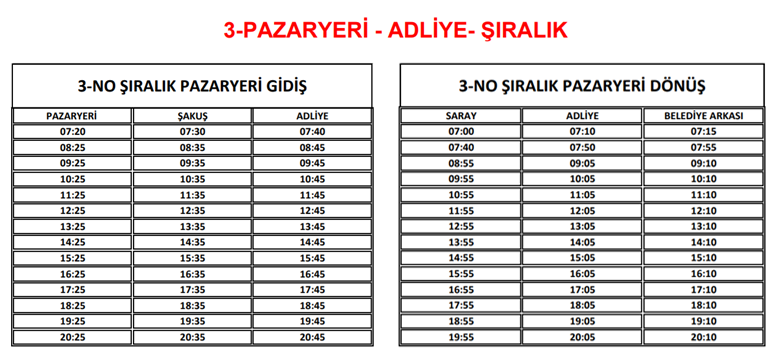 3-PAZARYERİ - ADLİYE- ŞIRALIK
3-NO ŞIRALIK PAZARYERİ GİDİŞ
PAZARYERİ ŞAKUŞ ADLİYE
07:20 07:30 07:40
08:25 08:35 08:45
09:25 09:35 09:45
10:25 10:35 10:45
11:25 11:35 11:45
12:25 12:35 12:45
13:25 13:35 13:45
14:25 14:35 14:45
15:25 15:35 15:45
16:25 16:35 16:45
17:25 17:35 17:45
18:25 18:35 18:45
19:25 19:35 19:45
20:25 20:35 20:45
3-NO ŞIRALIK PAZARYERİ DÖNÜŞ
SARAY ADLİYE BELEDİYE ARKASI
07:00 07:10 07:15
07:40 07:50 07:55
08:55 09:05 09:10
09:55 10:05 10:10
10:55 11:05 11:10
11:55 12:05 12:10
12:55 13:05 13:10
13:55 14:05 14:10
14:55 15:05 15:10
15:55 16:05 16:10
16:55 17:05 17:10
17:55 18:05 18:10
18:55 19:05 19:10
19:55 20:05 20:10